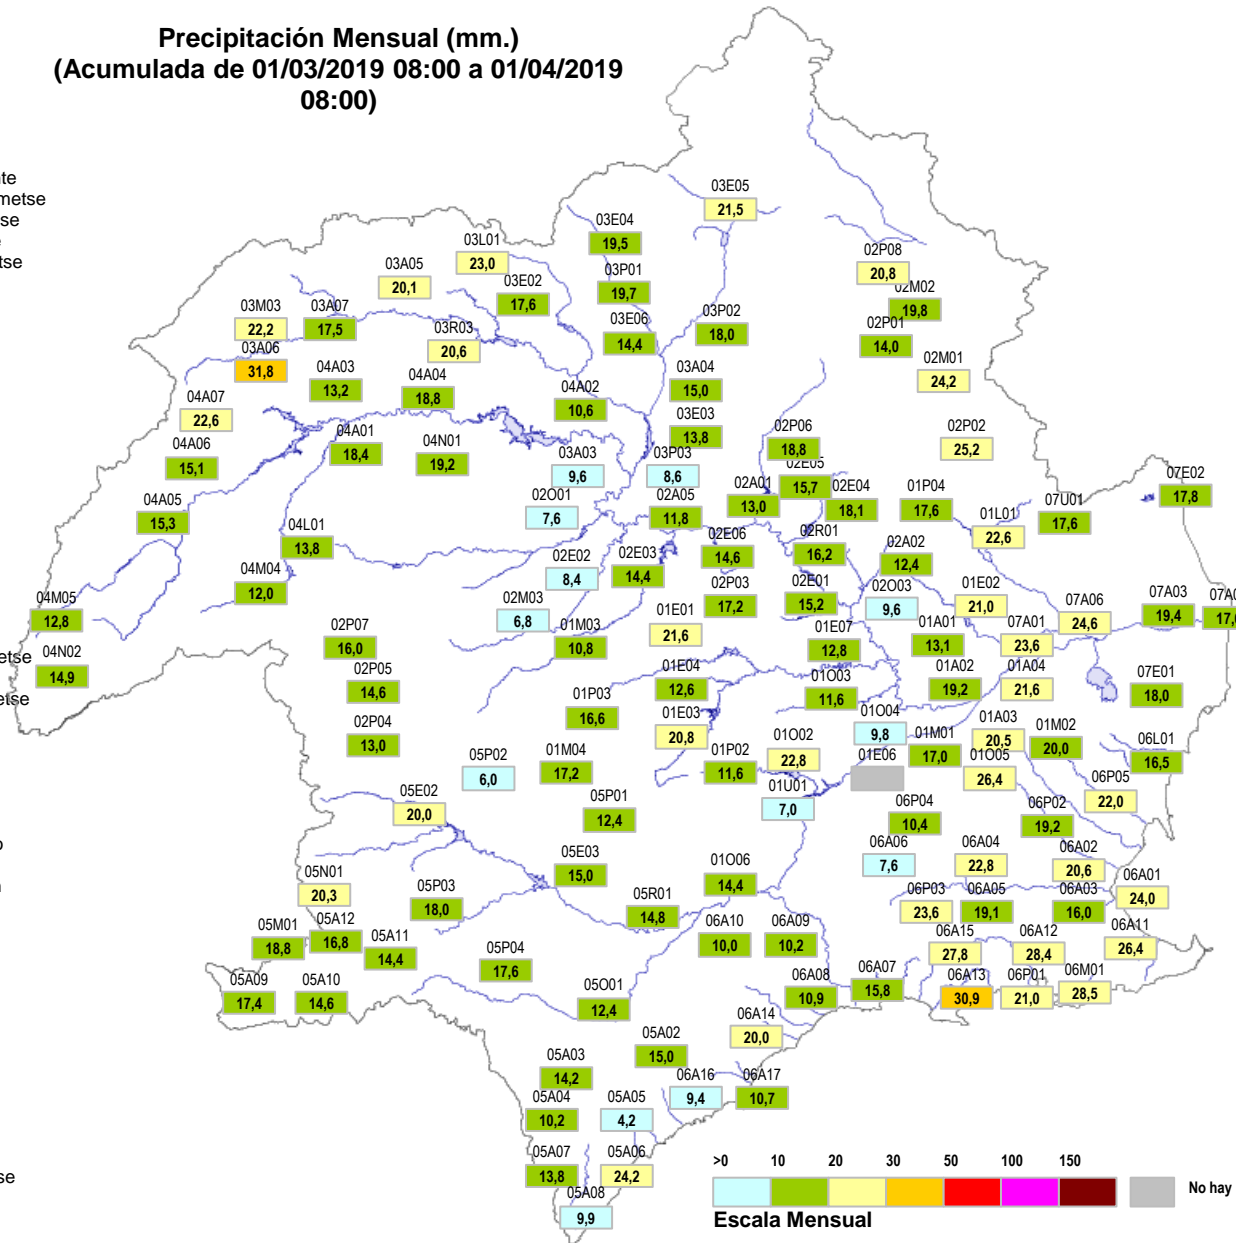 Precipitación Mensual (mm.)
(Acumulada de 01/03/2019 08:00 a 01/04/2019
08:00)
nte
metse
se
e
tse
03E05
21,5
03E04
19,5
03L01
23,0
02P08
20,8
03A05
20,1
03P01
19,7
03E02
17,6
02M02
19,8
03M03
22,2
03A07
17,5
03P02
18,0
03E06
14,4
03R03
20,6
02P01
14,0
03A06
31,8
04A03
13,2
04A04
18,8
03A04
15,0
02M01
24,2
04A07
22,6
04A02
10,6
03E03
13,8
04A01
18,4
04N01
19,2
02P06
18,8
02P02
25,2
04A06
15,1
03A03
9,6
03P03
8,6
02E05
15,7
07E02
17,8
04A05
15,3
02O01
7,6
02A05
11,8
02A01
13,0
02E04
18,1
01P04
17,6
01L01
22,6
07U01
17,6
04L01
13,8
02E06
14,6
02R01
16,2
02A02
12,4
04M04
12,0
02E02
8,4
02E03
14,4
04M05
12,8
02M03
6,8
02P03
17,2
02E01
15,2
02O03
9,6
01E02
21,0
07A06
24,6
07A03
19,4
07A0
17,0
01E01
21,6
01M03
10,8
01E07
12,8
01A01
13,1
07A01
23,6
02P07
16,0
etse
04N02
14,9
02P05
14,6
01E04
12,6
01O03
11,6
01A02
19,2
01A04
21,6
07E01
18,0
etse
01P03
16,6
02P04
13,0
01E03
20,8
01O04
9,8
01A03
20,5
01M02
20,0
01M01
17,0
06L01
16,5
05P02
6,0
01M04
17,2
01P02
11,6
01O02
22,8
01E06
01O05
26,4
06P05
22,0
05E02
20,0
05P01
12,4
01U01
7,0
06P04
10,4
06P02
19,2
o
05E03
15,0
01O06
14,4
06A06
7,6
06A04
22,8
06A02
20,6
n
05N01
20,3
05P03
18,0
05R01
14,8
06P03
23,6
06A05
19,1
06A03
16,0
06A01
24,0
05M01
18,8
05A12
16,8
05A11
14,4
06A10
10,0
06A09
10,2
06A15
27,8
06A12
28,4
06A11
26,4
05P04
17,6
05A09
17,4
05A10
14,6
05O01
12,4
06A08
10,9
06A07
15,8
06A13
30,9
06P01
21,0
06M01
28,5
06A14
20,0
05A02
15,0
05A03
14,2
06A16
9,4
06A17
10,7
05A04
10,2
05A05
4,2
05A07
13,8
05A06
24,2
se
05A08
9,9
>0 10 20 30 50 100 150
No hay
Escala Mensual